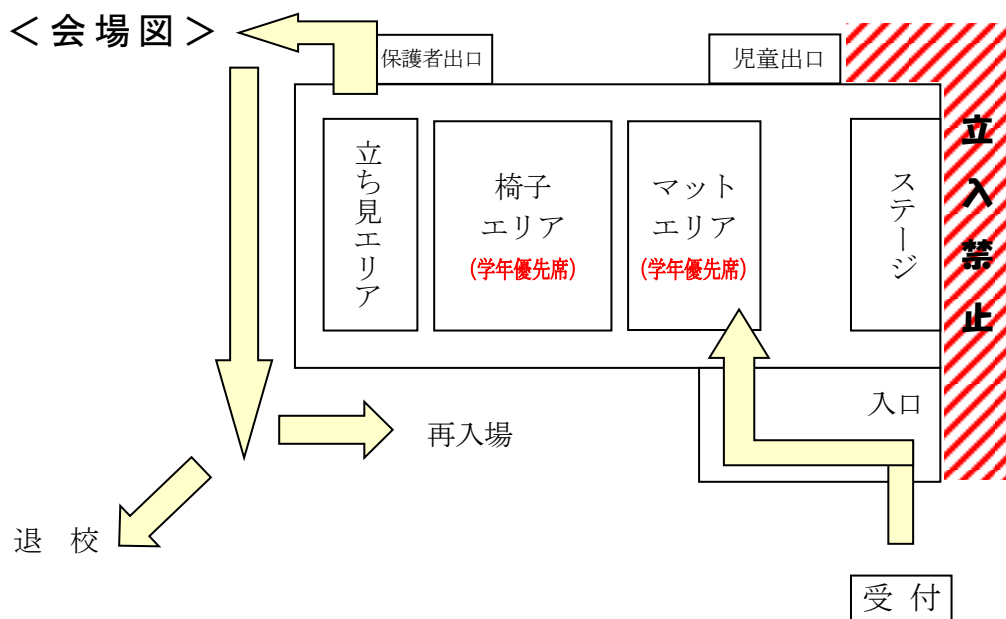 ＜会場図＞
保護者出口
児童出口
立ち見エリア
椅子
エリア
(学年優先席)
マット
エリア
(学年優先席)
ステージ
立入禁止
入口
再入場
退　校
受 付